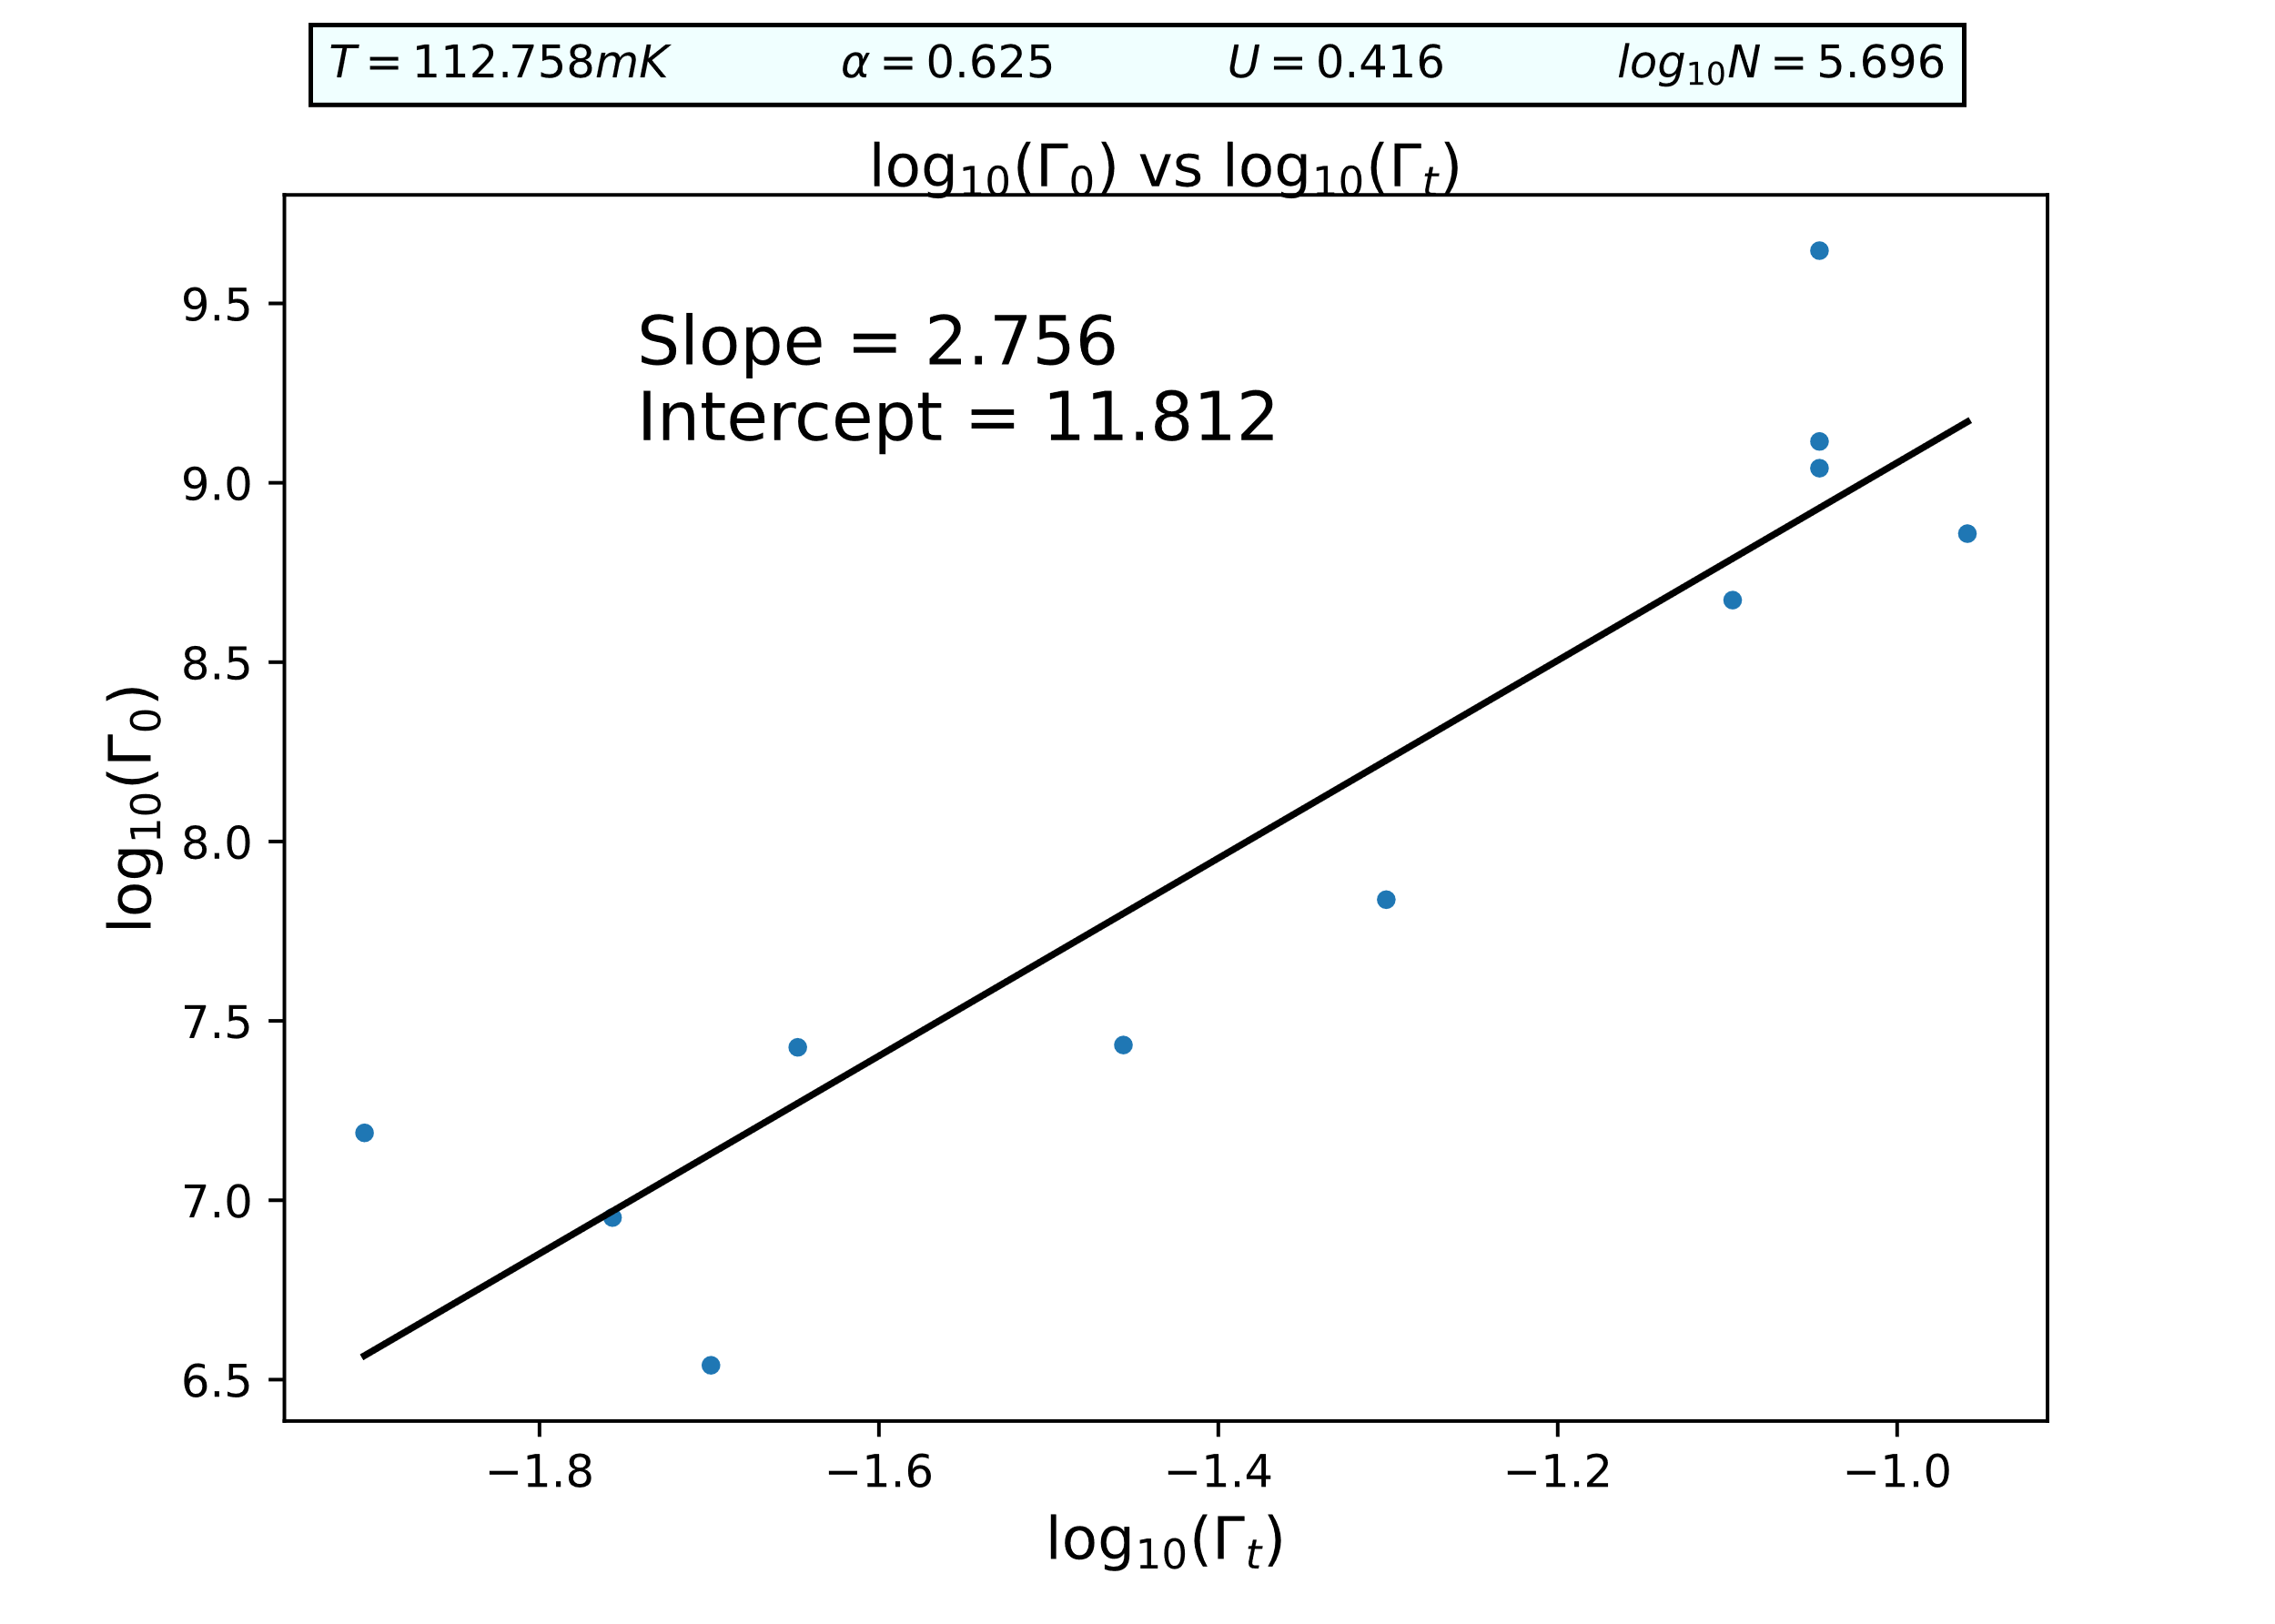 T = 112.758mK α = 0.625 U = 0.416 log₁₀N = 5.696
log₁₀(Γ₀) vs log₁₀(Γₜ)
Slope = 2.756
Intercept = 11.812
log₁₀(Γ₀)
9.5
9.0
8.5
8.0
7.5
7.0
6.5
−1.8 −1.6 −1.4 −1.2 −1.0
log₁₀(Γₜ)